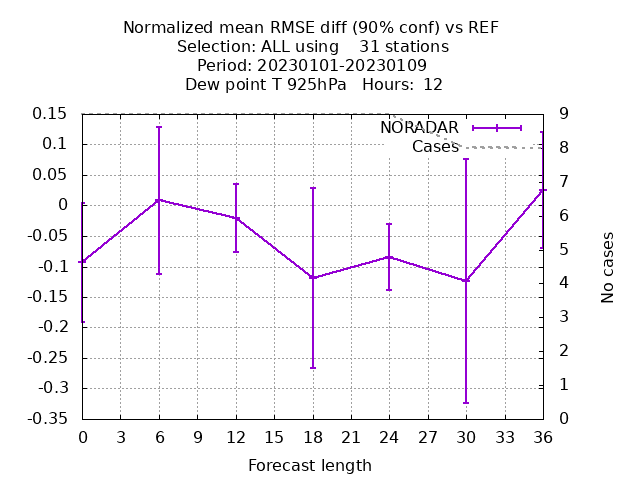 Normalized mean RMSE diff (90% conf) vs REF
Selection: ALL using    31 stations
Period: 20230101-20230109
Dew point T 925hPa   Hours:  12
NORADAR
Cases
0.15
0.1
0.05
0
-0.05
-0.1
-0.15
-0.2
-0.25
-0.3
-0.35
9
8
7
6
5
4
3
2
1
0
No cases
0 3 6 9 12 15 18 21 24 27 30 33 36
Forecast length